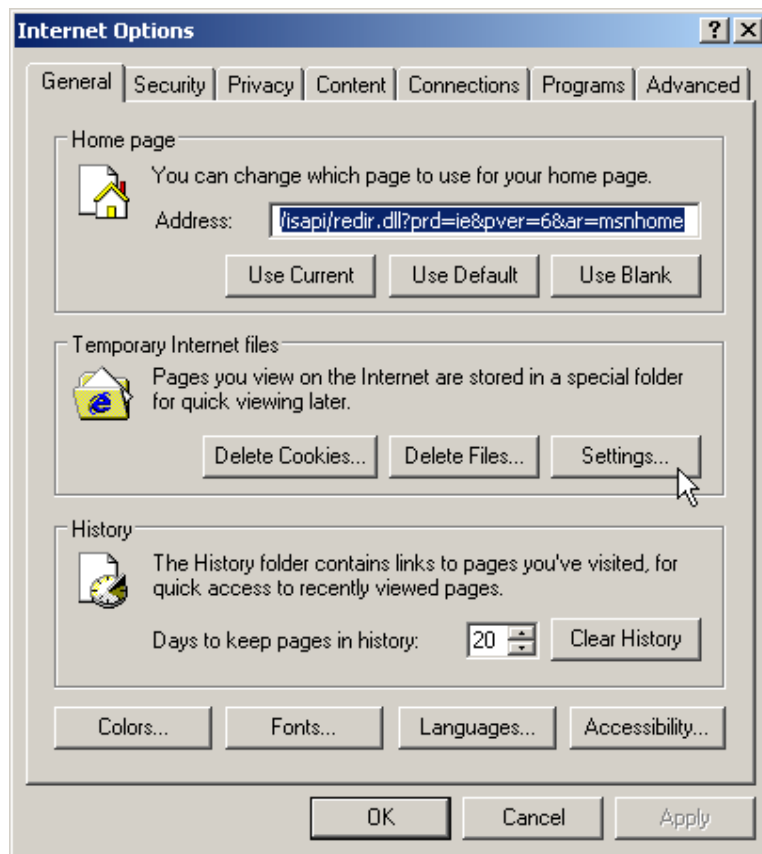 Internet Options
General Security Privacy Content Connections Programs Advanced
Home page
You can change which page to use for your home page.
Address: /isapi/redir.dll?prd=ie&pver=6&ar=msnhome
Use Current Use Default Use Blank
Temporary Internet files
Pages you view on the Internet are stored in a special folder
for quick viewing later.
Delete Cookies... Delete Files... Settings...
History
The History folder contains links to pages you've visited, for
quick access to recently viewed pages.
Days to keep pages in history: 20 Clear History
Colors... Fonts... Languages... Accessibility...
OK Cancel Apply